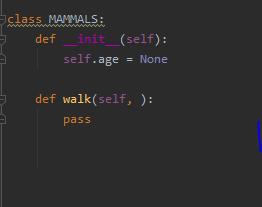 class MAMMALS:
    def __init__(self):
        self.age = None

    def walk(self, ):
        pass